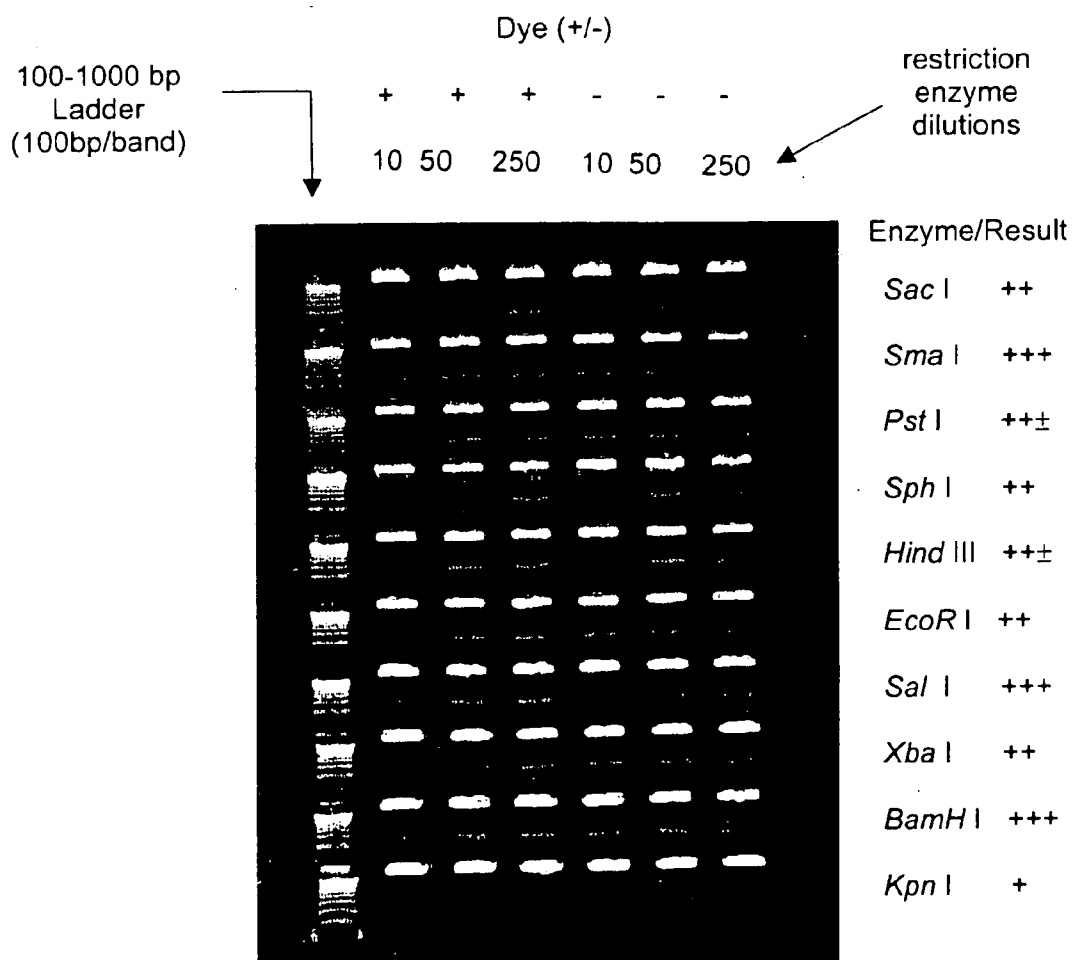 Dye (+/-)
100-1000 bp
Ladder
(100bp/band)
+ + + - - -
restriction
enzyme
dilutions
10 50 250 10 50 250
Enzyme/Result
Sac I ++
Sma I +++
Pst I ++±
Sph I ++
Hind III ++±
EcoR I ++
Sal I +++
Xba I ++
BamH I +++
Kpn I +